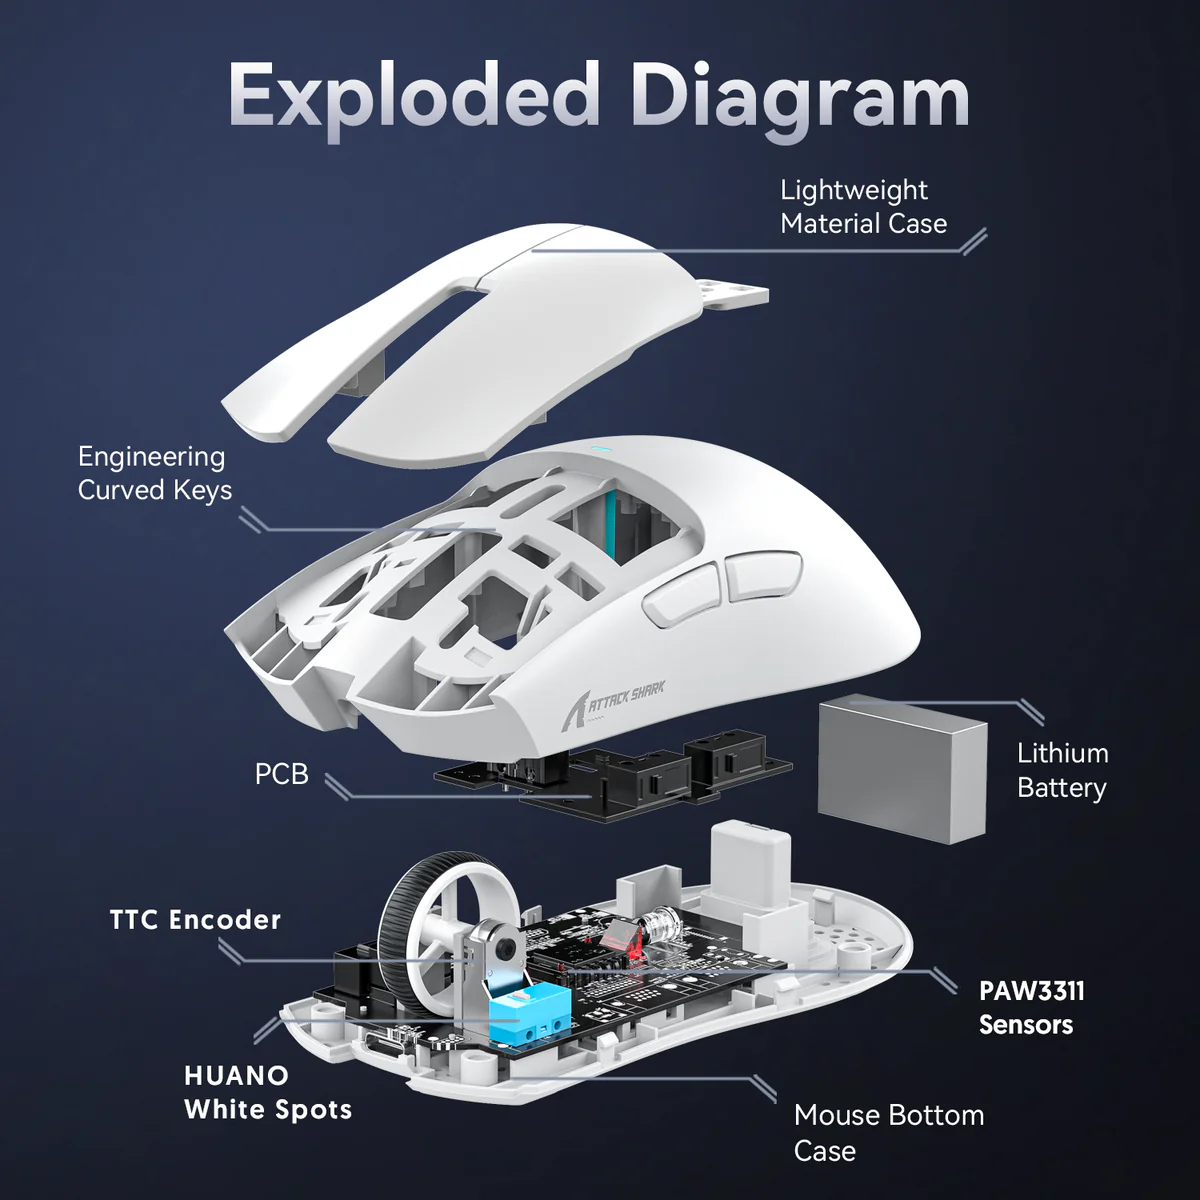 Exploded Diagram
Lightweight
Material Case
Engineering
Curved Keys
ATTACK SHARK
PCB
Lithium
Battery
TTC Encoder
PAW3311
Sensors
HUANO
White Spots
Mouse Bottom
Case